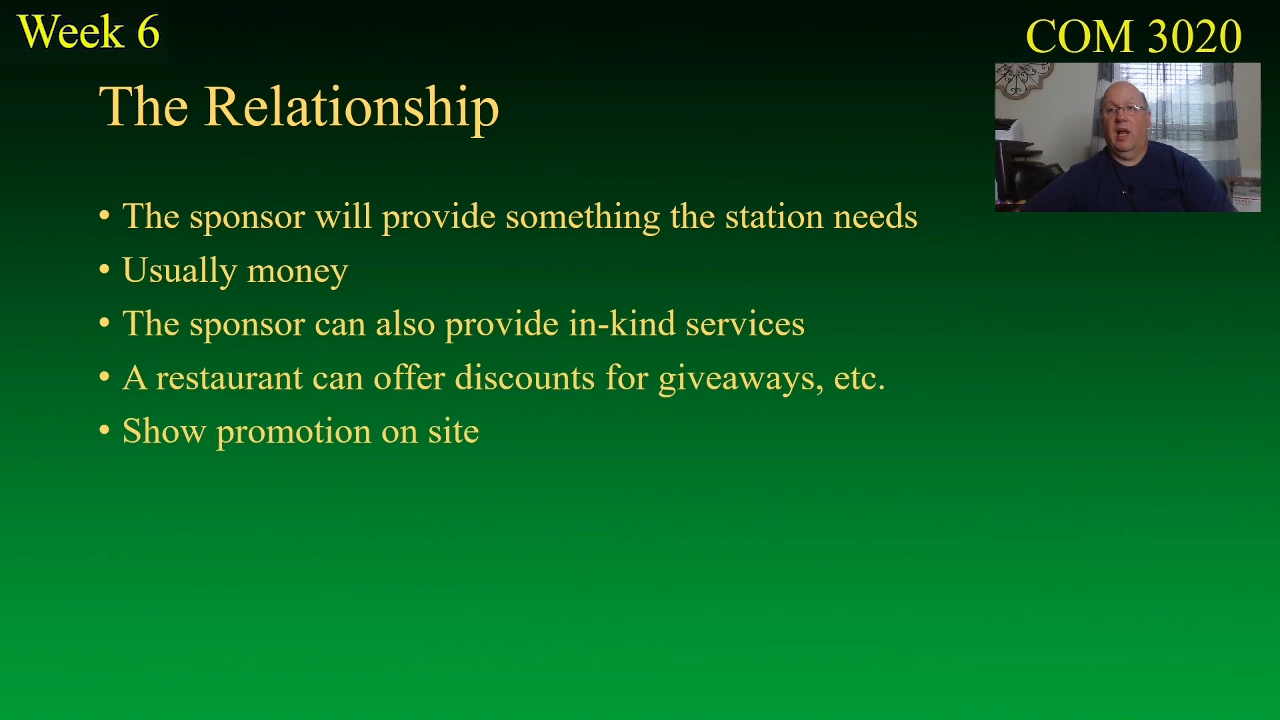 Week 6
COM 3020
The Relationship
• The sponsor will provide something the station needs
• Usually money
• The sponsor can also provide in-kind services
• A restaurant can offer discounts for giveaways, etc.
• Show promotion on site